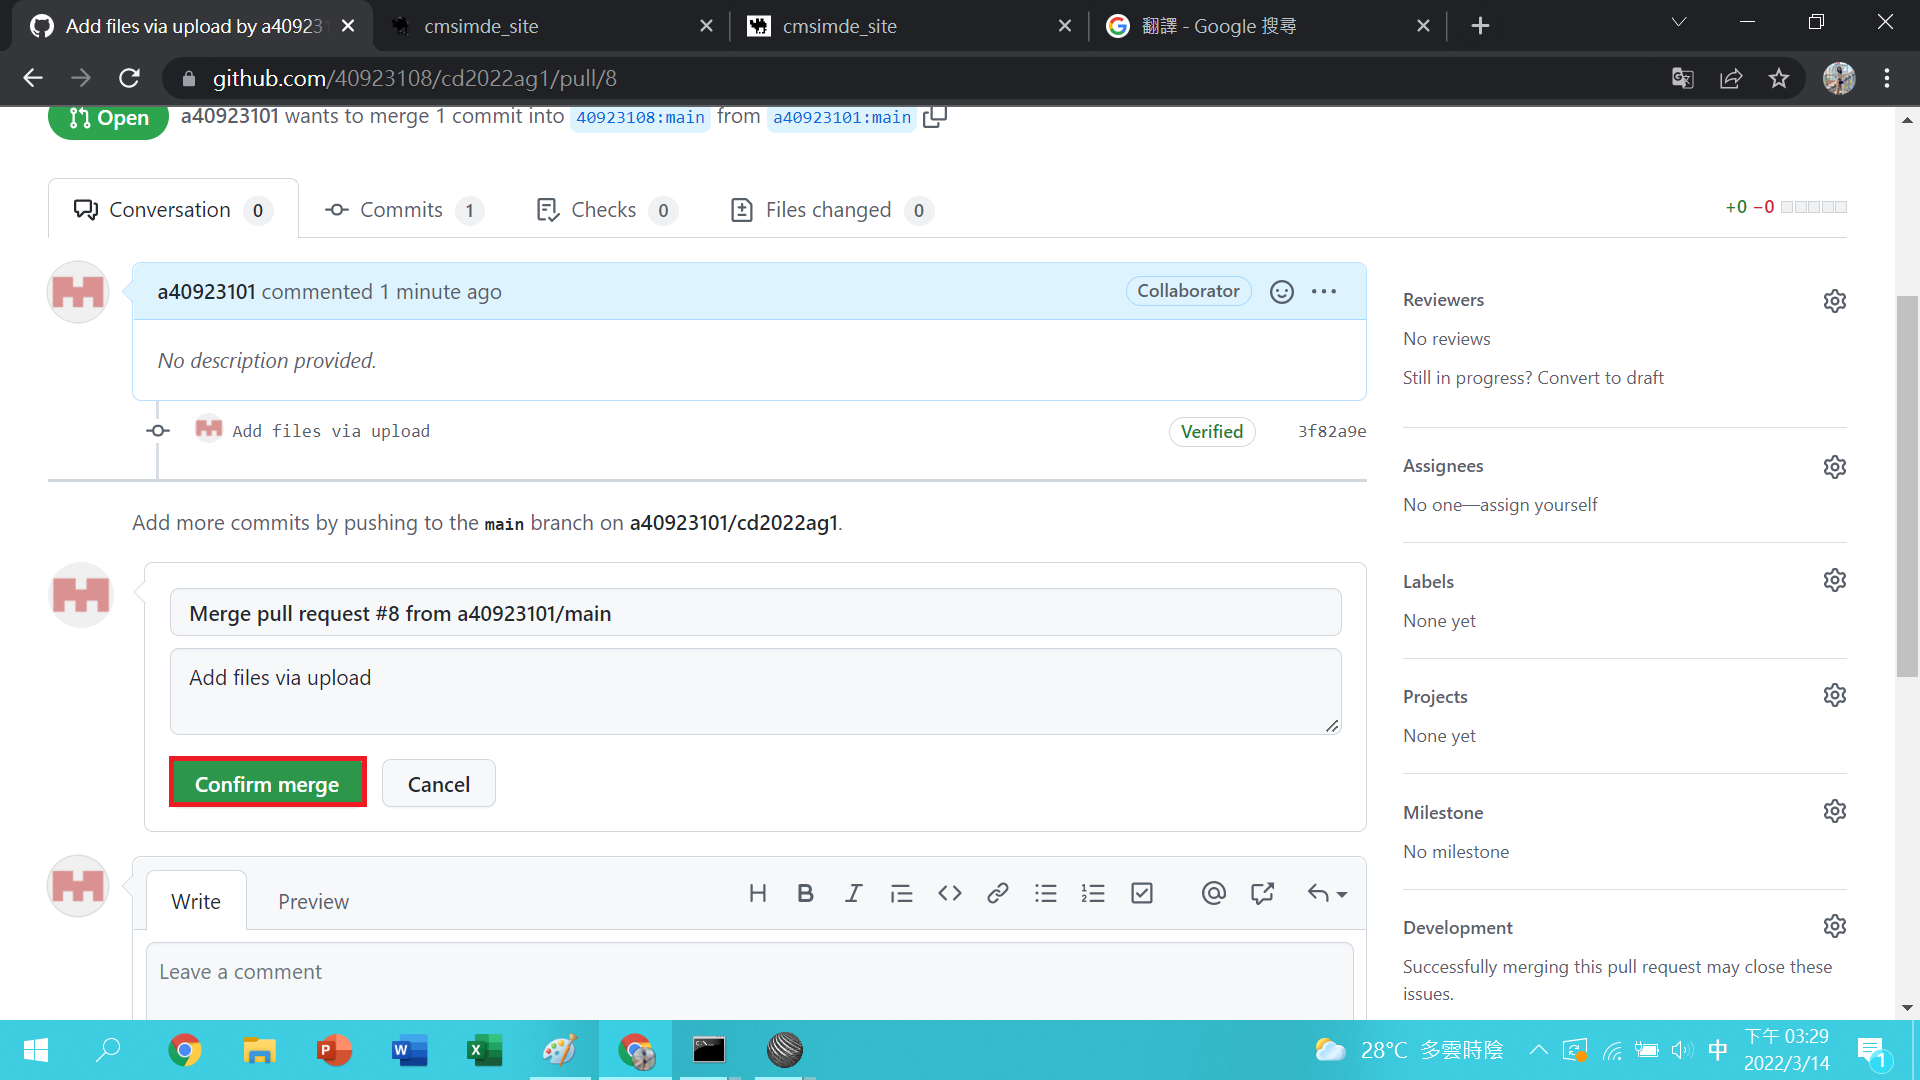 Add files via upload by a40923
cmsimde_site
cmsimde_site
翻譯 - Google 搜尋
github.com/40923108/cd2022ag1/pull/8
Open
a40923101 wants to merge 1 commit into 40923108:main from a40923101:main
Conversation 0
Commits 1
Checks 0
Files changed 0
+0 −0
a40923101 commented 1 minute ago
Collaborator
No description provided.
Add files via upload
Verified
3f82a9e
Add more commits by pushing to the main branch on a40923101/cd2022ag1.
Merge pull request #8 from a40923101/main
Add files via upload
Confirm merge
Cancel
Write
Preview
Leave a comment
Reviewers
No reviews
Still in progress? Convert to draft
Assignees
No one—assign yourself
Labels
None yet
Projects
None yet
Milestone
No milestone
Development
Successfully merging this pull request may close these
issues.
28°C 多雲時陰
中
下午 03:29
2022/3/14
1